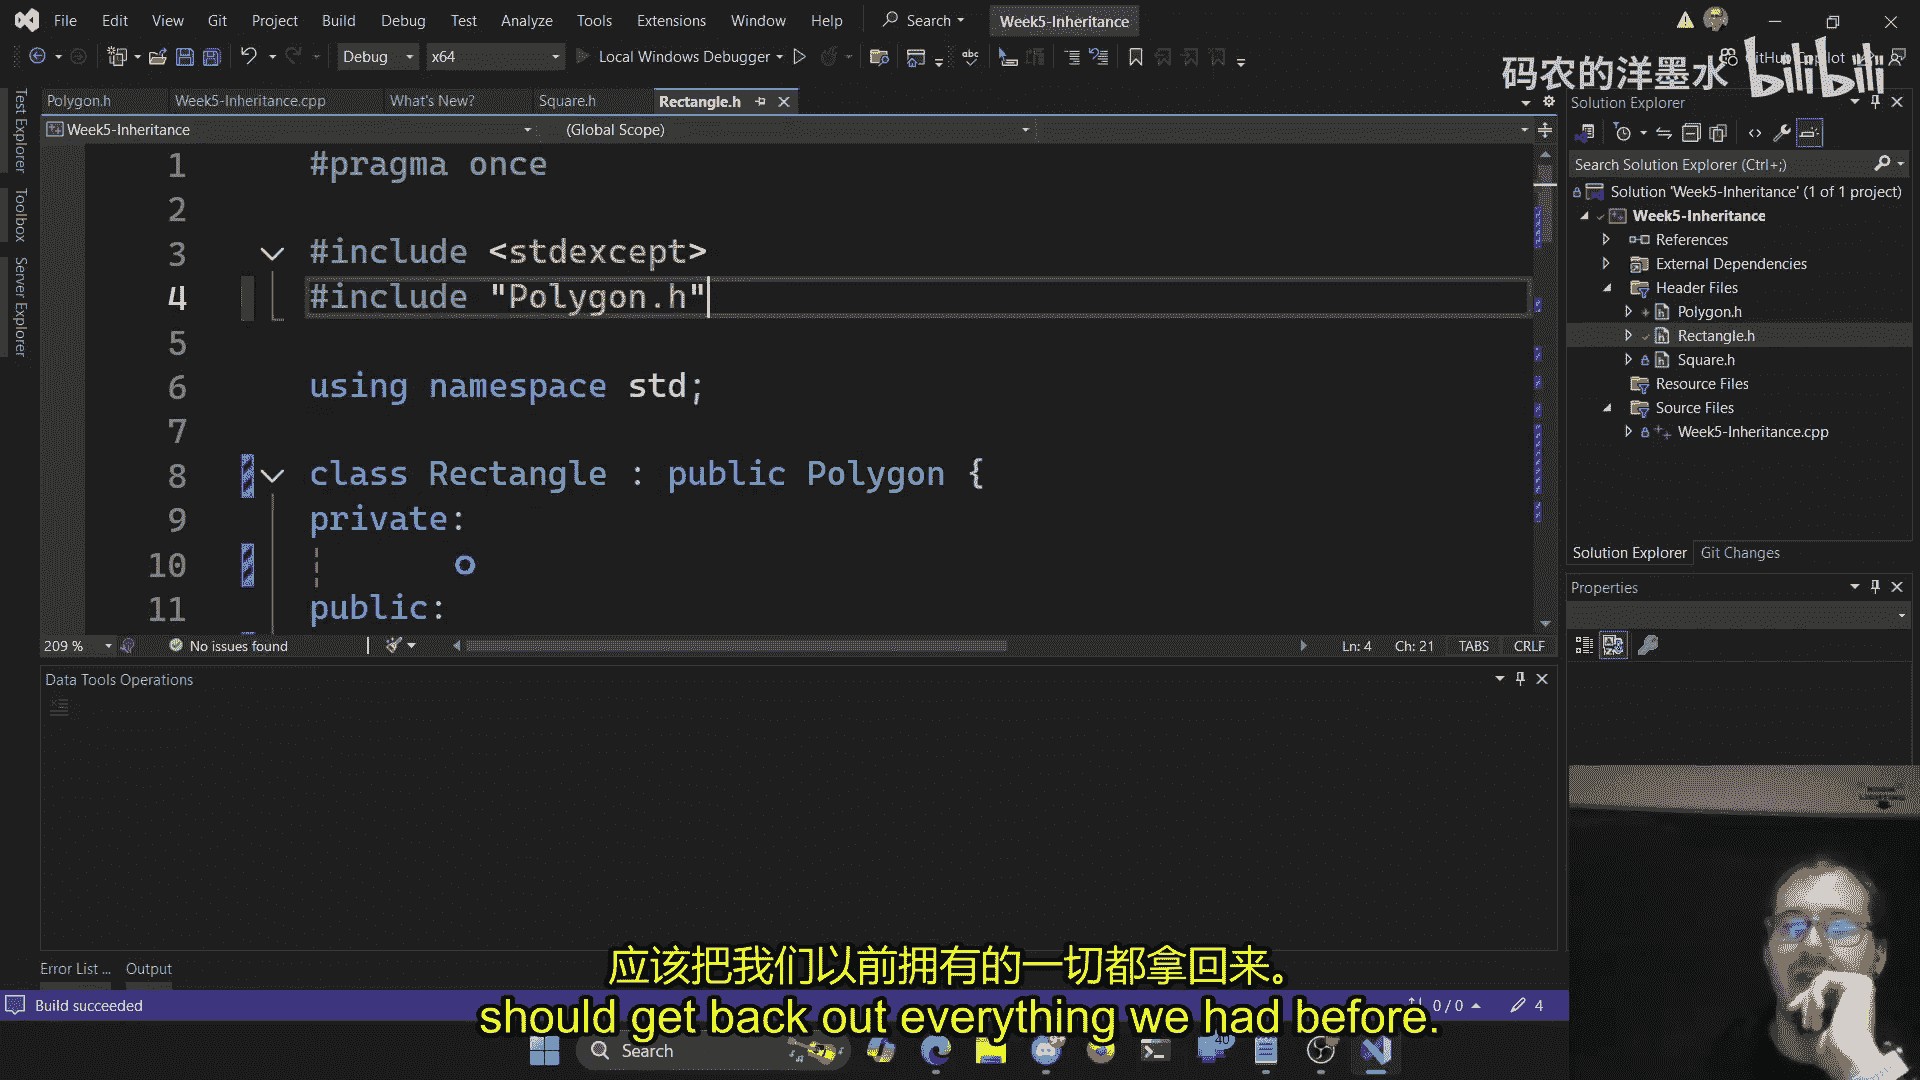 File Edit View Git Project Build Debug Test Analyze Tools Extensions Window Help Search Week5-Inheritance
Debug x64 Local Windows Debugger
码农的洋墨水 bilibili
Polygon.h Week5-Inheritance.cpp What's New? Square.h Rectangle.h
Week5-Inheritance (Global Scope)
Test Explorer
Toolbox
Server Explorer
1 #pragma once
2
3 #include <stdexcept>
4 #include "Polygon.h"
5
6 using namespace std;
7
8 class Rectangle : public Polygon {
9 private:
10
11 public:
209 % No issues found Ln: 4 Ch: 21 TABS CRLF
Solution Explorer
Search Solution Explorer (Ctrl+;)
Solution 'Week5-Inheritance' (1 of 1 project)
Week5-Inheritance
References
External Dependencies
Header Files
Polygon.h
Rectangle.h
Square.h
Resource Files
Source Files
Week5-Inheritance.cpp
Solution Explorer Git Changes
Properties
Data Tools Operations
Error List ... Output
应该把我们以前拥有的一切都拿回来。
should get back out everything we had before.
Build succeeded 0 / 0 4
Search